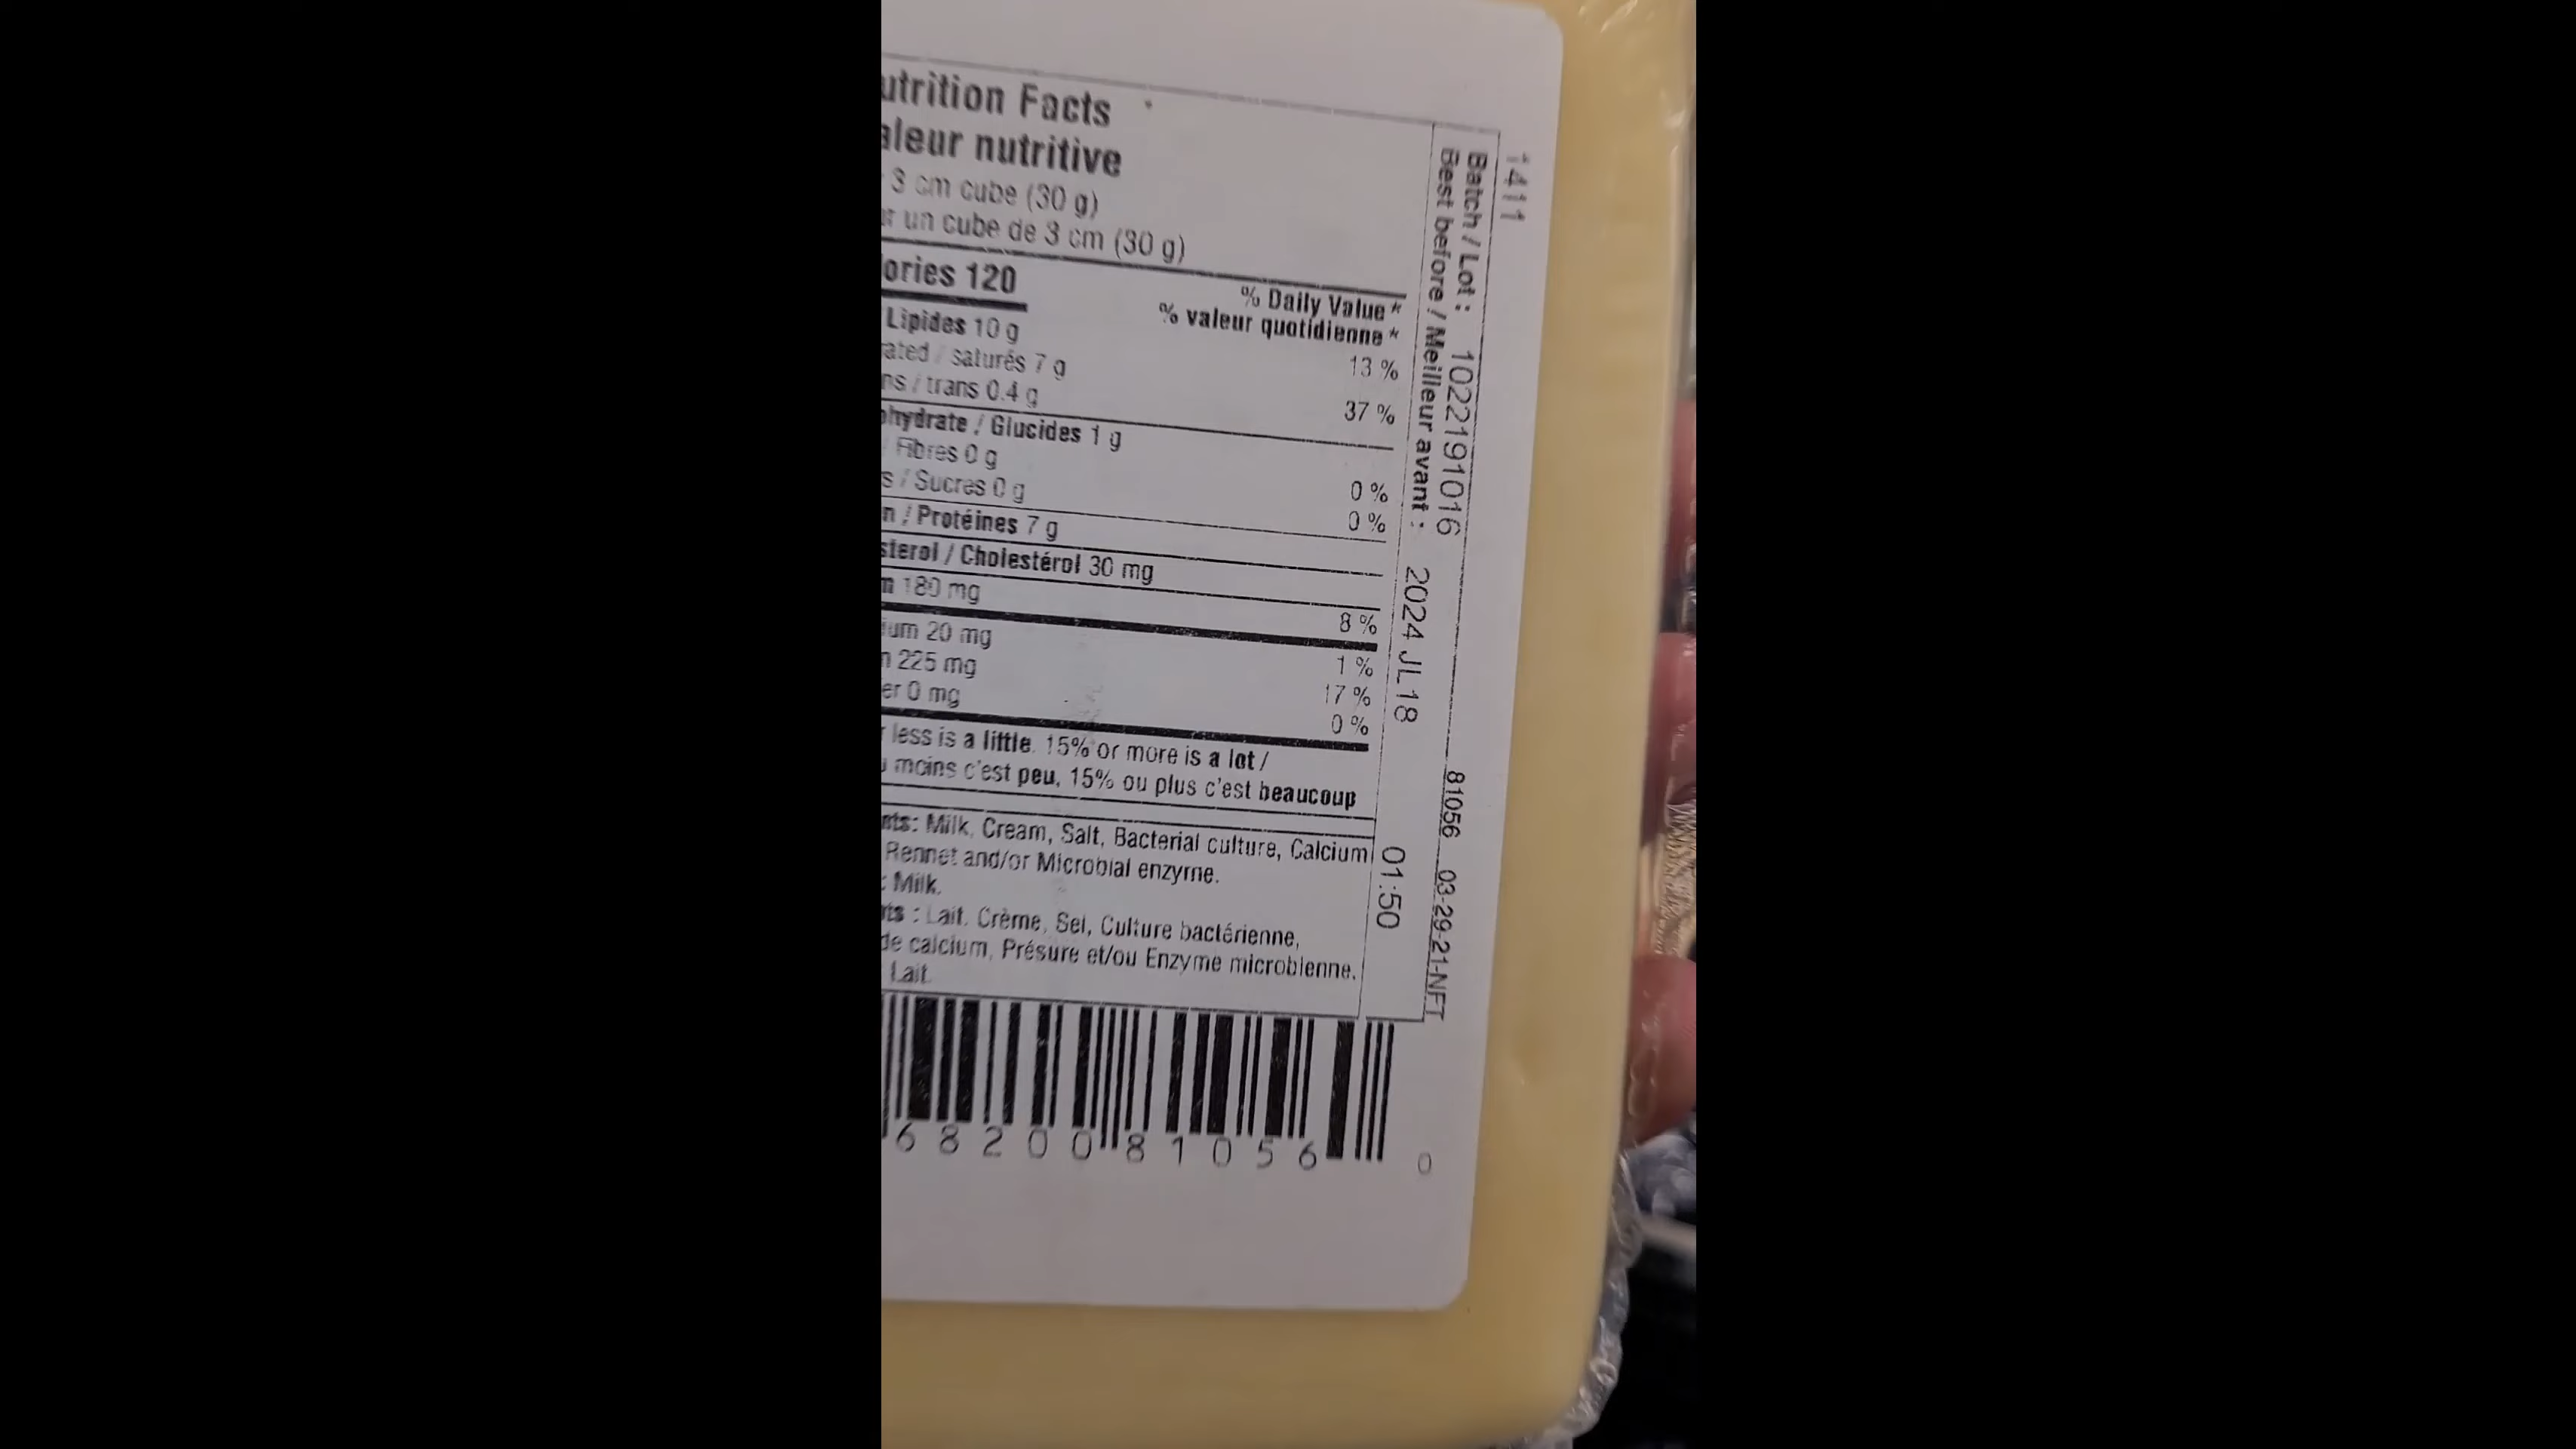 utrition Facts
aleur nutritive
3 cm cube (30 g)
r un cube de 3 cm (30 g)
ories 120
% Daily Value*
% valeur quotidienne*
Lipides 10 g
13 %
ated / saturés 7 g
ns / trans 0.4 g
37 %
ohydrate / Glucides 1 g
/ Fibres 0 g
0 %
s / Sucres 0 g
0 %
n / Protéines 7 g
sterol / Cholestérol 30 mg
m 180 mg
8 %
ium 20 mg
1 %
n 225 mg
17 %
er 0 mg
0 %
r less is a little, 15% or more is a lot /
u moins c'est peu, 15% ou plus c'est beaucoup
nts: Milk, Cream, Salt, Bacterial culture, Calcium
Rennet and/or Microbial enzyme.
: Milk.
nts : Lait, Crème, Sel, Culture bactérienne,
de calcium, Présure et/ou Enzyme microbienne.
: Lait.
68200 81056 0
1411
Batch / Lot : 1022191016
Best before / Meilleur avant : 2024 JL 18 01:50
81056 03-29-21-NFT